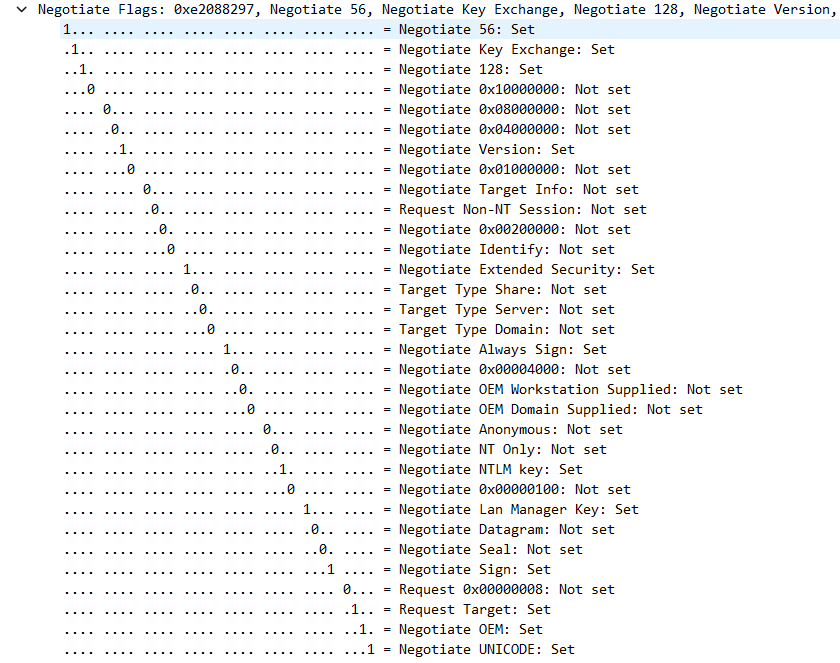 Negotiate Flags: 0xe2088297, Negotiate 56, Negotiate Key Exchange, Negotiate 128, Negotiate Version,
1... .... .... .... .... .... .... .... = Negotiate 56: Set
.1.. .... .... .... .... .... .... .... = Negotiate Key Exchange: Set
..1. .... .... .... .... .... .... .... = Negotiate 128: Set
...0 .... .... .... .... .... .... .... = Negotiate 0x10000000: Not set
.... 0... .... .... .... .... .... .... = Negotiate 0x08000000: Not set
.... .0.. .... .... .... .... .... .... = Negotiate 0x04000000: Not set
.... ..1. .... .... .... .... .... .... = Negotiate Version: Set
.... ...0 .... .... .... .... .... .... = Negotiate 0x01000000: Not set
.... .... 0... .... .... .... .... .... = Negotiate Target Info: Not set
.... .... .0.. .... .... .... .... .... = Request Non-NT Session: Not set
.... .... ..0. .... .... .... .... .... = Negotiate 0x00200000: Not set
.... .... ...0 .... .... .... .... .... = Negotiate Identify: Not set
.... .... .... 1... .... .... .... .... = Negotiate Extended Security: Set
.... .... .... .0.. .... .... .... .... = Target Type Share: Not set
.... .... .... ..0. .... .... .... .... = Target Type Server: Not set
.... .... .... ...0 .... .... .... .... = Target Type Domain: Not set
.... .... .... .... 1... .... .... .... = Negotiate Always Sign: Set
.... .... .... .... .0.. .... .... .... = Negotiate 0x00004000: Not set
.... .... .... .... ..0. .... .... .... = Negotiate OEM Workstation Supplied: Not set
.... .... .... .... ...0 .... .... .... = Negotiate OEM Domain Supplied: Not set
.... .... .... .... .... 0... .... .... = Negotiate Anonymous: Not set
.... .... .... .... .... .0.. .... .... = Negotiate NT Only: Not set
.... .... .... .... .... ..1. .... .... = Negotiate NTLM key: Set
.... .... .... .... .... ...0 .... .... = Negotiate 0x00000100: Not set
.... .... .... .... .... .... 1... .... = Negotiate Lan Manager Key: Set
.... .... .... .... .... .... .0.. .... = Negotiate Datagram: Not set
.... .... .... .... .... .... ..0. .... = Negotiate Seal: Not set
.... .... .... .... .... .... ...1 .... = Negotiate Sign: Set
.... .... .... .... .... .... .... 0... = Request 0x00000008: Not set
.... .... .... .... .... .... .... .1.. = Request Target: Set
.... .... .... .... .... .... .... ..1. = Negotiate OEM: Set
.... .... .... .... .... .... .... ...1 = Negotiate UNICODE: Set